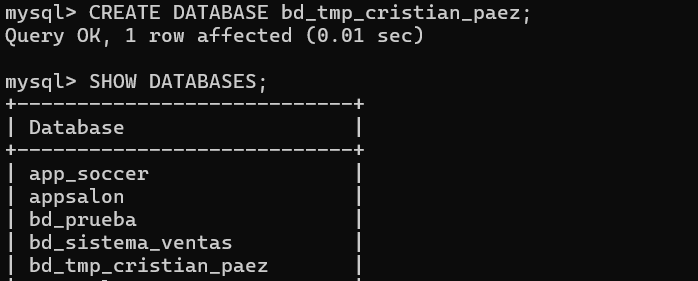 mysql> CREATE DATABASE bd_tmp_cristian_paez;
Query OK, 1 row affected (0.01 sec)

mysql> SHOW DATABASES;
+----------------------------+
| Database                   |
+----------------------------+
| app_soccer                 |
| appsalon                   |
| bd_prueba                  |
| bd_sistema_ventas          |
| bd_tmp_cristian_paez       |